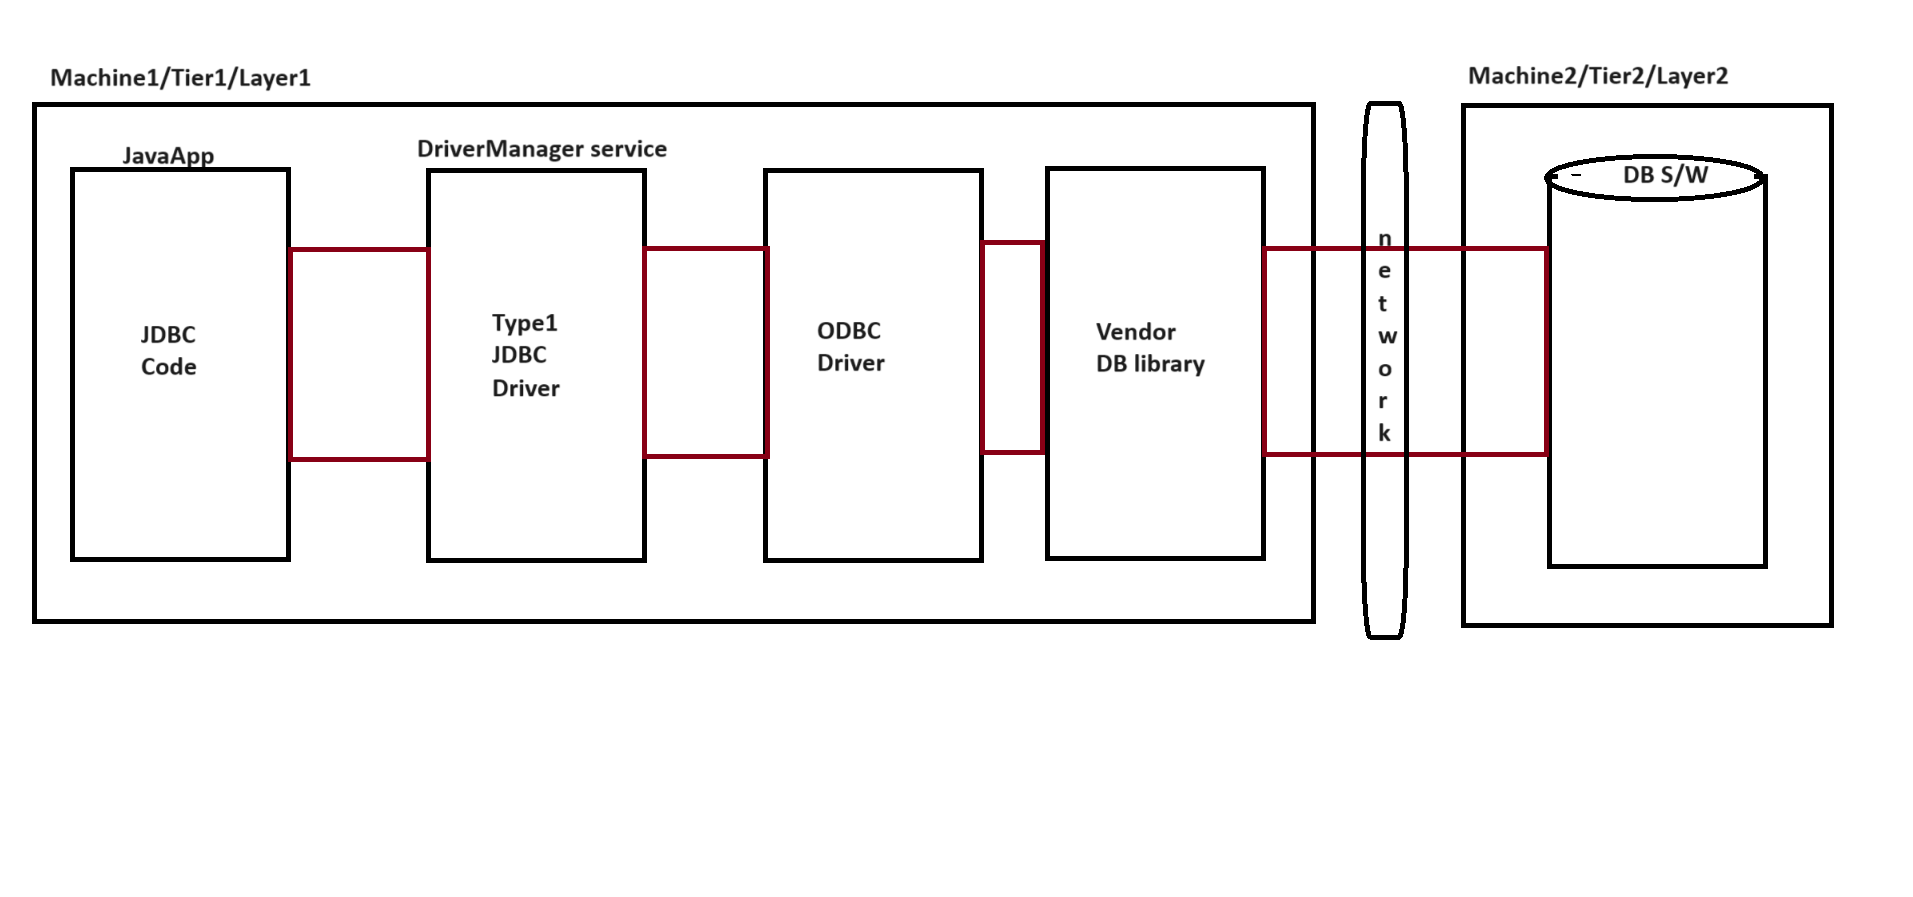 Machine1/Tier1/Layer1
Machine2/Tier2/Layer2
JavaApp
DriverManager service
DB S/W
JDBC
Code
Type1
JDBC
Driver
ODBC
Driver
Vendor
DB library
n
e
t
w
o
r
k